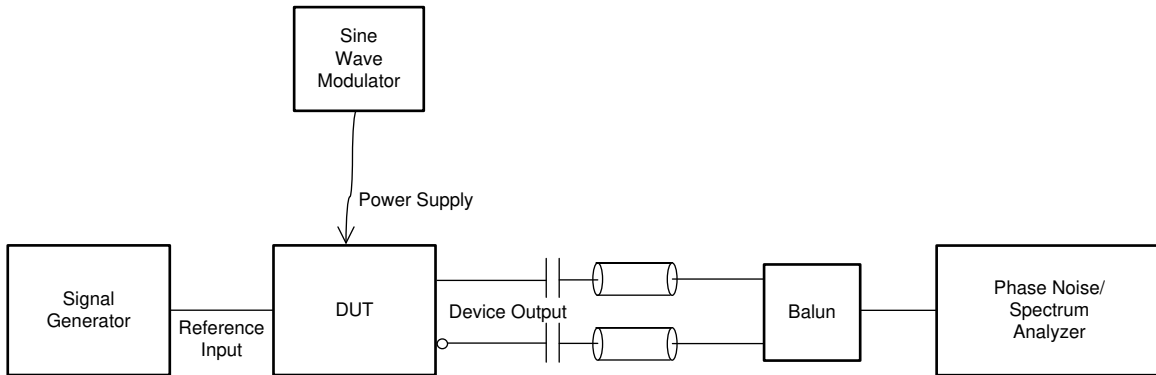 Sine
Wave
Modulator
Power Supply
Signal
Generator
Reference
Input
DUT
Device Output
Balun
Phase Noise/
Spectrum
Analyzer